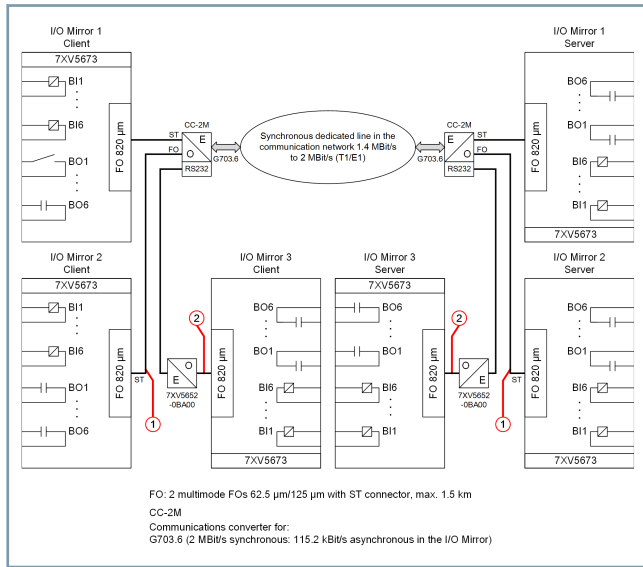 I/O Mirror 1
Client
7XV5673
BI1
BI6
BO1
BO6
FO 820 µm
ST
FO
CC-2M
E
O
RS232
G703.6
Synchronous dedicated line in the
communication network 1.4 MBit/s
to 2 MBit/s (T1/E1)
CC-2M
E
O
RS232
G703.6
ST
FO
I/O Mirror 1
Server
BO6
BO1
BI6
BI1
FO 820 µm
7XV5673
I/O Mirror 2
Client
7XV5673
BI1
BI6
BO1
BO6
FO 820 µm
ST
1
O
E
7XV5652
-0BA00
2
I/O Mirror 3
Client
BO6
BO1
BI6
BI1
FO 820 µm
7XV5673
I/O Mirror 3
Server
7XV5673
BO6
BO1
BI6
BI1
FO 820 µm
2
O
E
7XV5652
-0BA00
ST
1
I/O Mirror 2
Server
BO6
BO1
BI6
BI1
FO 820 µm
7XV5673
FO: 2 multimode FOs 62.5 µm/125 µm with ST connector, max. 1.5 km
CC-2M
Communications converter for:
G703.6 (2 MBit/s synchronous: 115.2 kBit/s asynchronous in the I/O Mirror)